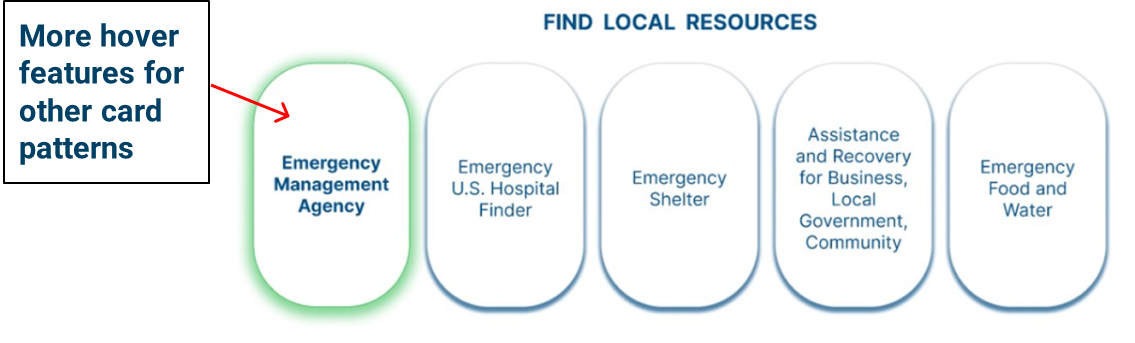 More hover
features for
other card
patterns
FIND LOCAL RESOURCES
Emergency
Management
Agency
Emergency
U.S. Hospital
Finder
Emergency
Shelter
Assistance
and Recovery
for Business,
Local
Government,
Community
Emergency
Food and
Water